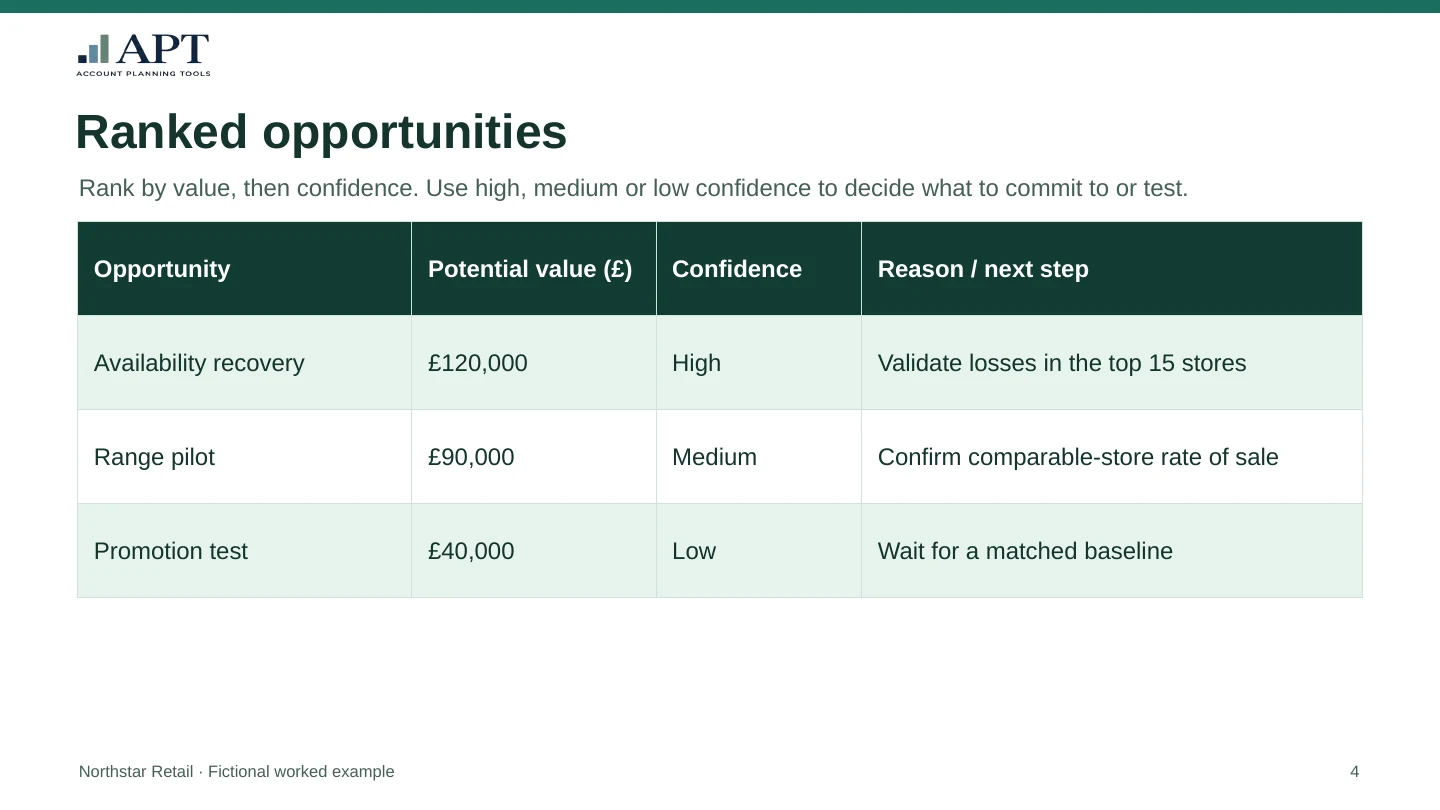 APT
ACCOUNT PLANNING TOOLS
Ranked opportunities
Rank by value, then confidence. Use high, medium or low confidence to decide what to commit to or test.
Opportunity Potential value (£) Confidence Reason / next step
Availability recovery £120,000 High Validate losses in the top 15 stores
Range pilot £90,000 Medium Confirm comparable-store rate of sale
Promotion test £40,000 Low Wait for a matched baseline
Northstar Retail · Fictional worked example 4